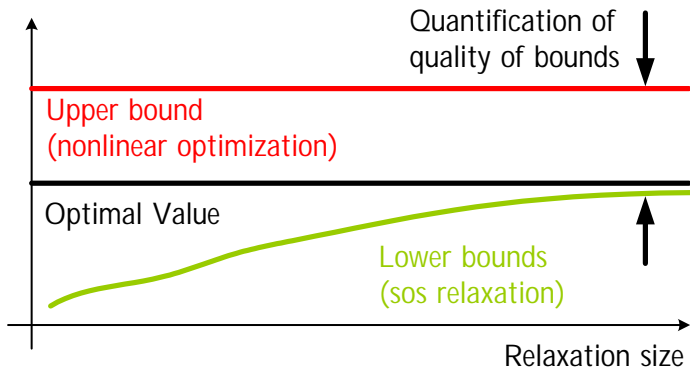 Quantification of
quality of bounds
Upper bound
(nonlinear optimization)
Optimal Value
Lower bounds
(sos relaxation)
Relaxation size